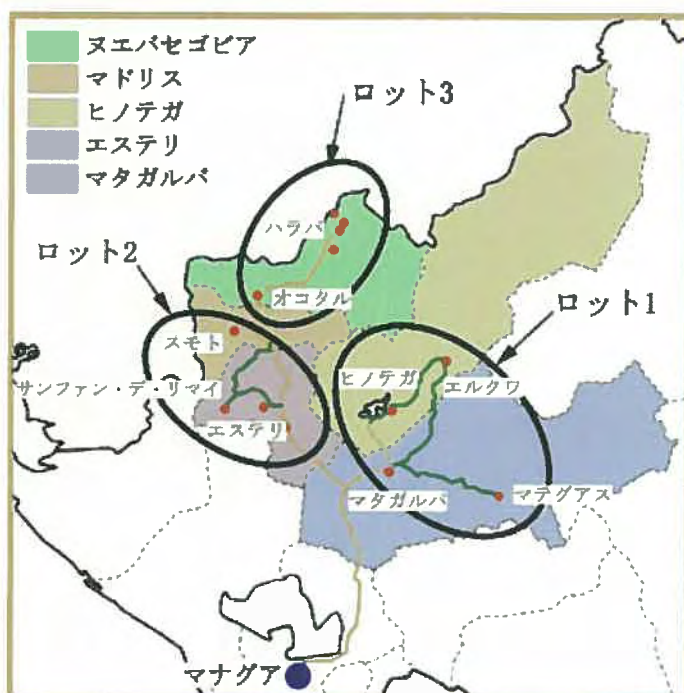 ヌエバセゴビア
マドリス
ヒノテガ
エステリ
マタガルバ
ロット3
ハラパ
ロット2
オコタル
ロット1
スモト
ヒノテガ
エルクワ
サンファン・デ・リマイ
エステリ
マタガルバ
マテグアス
マナグア